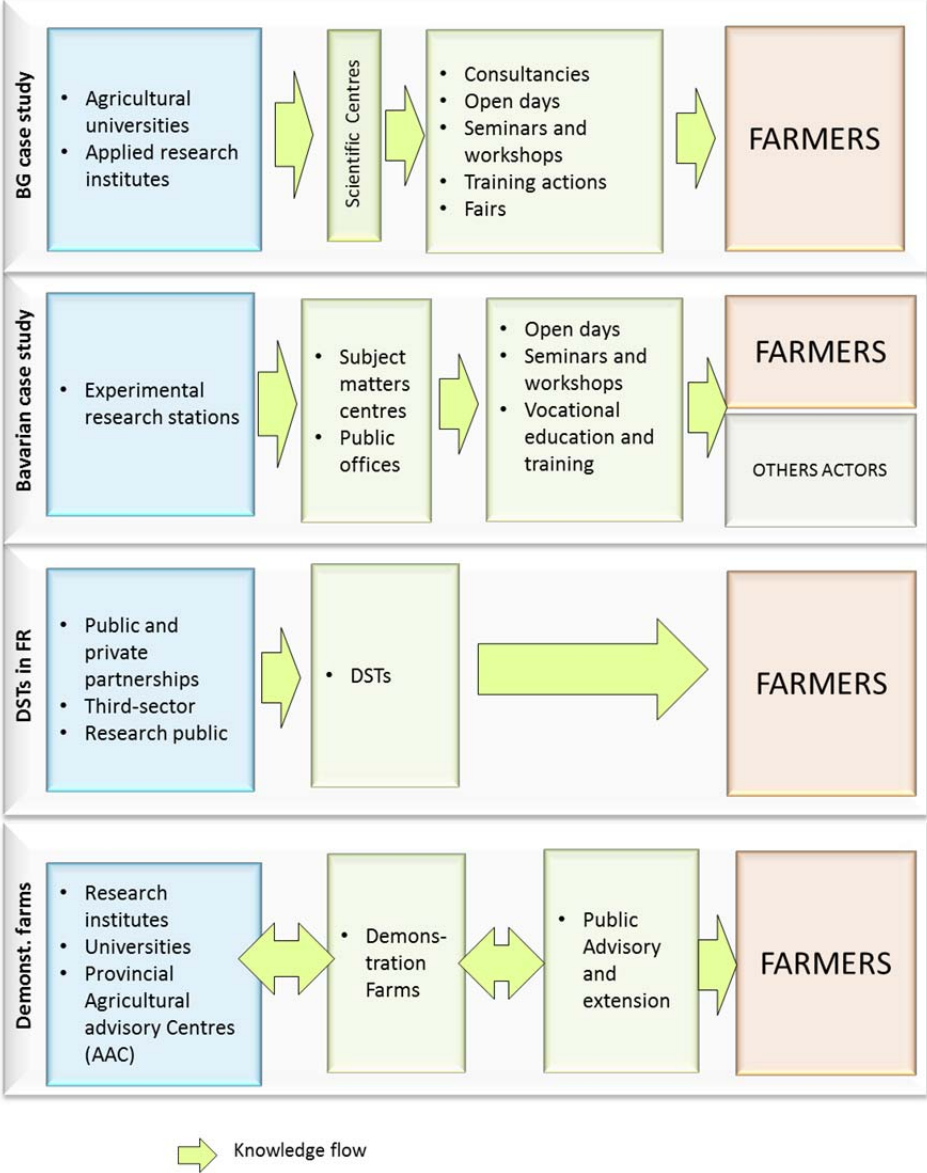 BG case study
• Agricultural
universities
• Applied research
institutes
Scientific Centres
• Consultancies
• Open days
• Seminars and
workshops
• Training actions
• Fairs
FARMERS
Bavarian case study
• Experimental
research stations
• Subject
matters
centres
• Public
offices
• Open days
• Seminars and
workshops
• Vocational
education and
training
FARMERS
OTHERS ACTORS
DSTs in FR
• Public and
private
partnerships
• Third-sector
• Research public
• DSTs
FARMERS
Demonst. farms
• Research
institutes
• Universities
• Provincial
Agricultural
advisory Centres
(AAC)
• Demons-
tration
Farms
• Public
Advisory
and
extension
FARMERS
Knowledge flow